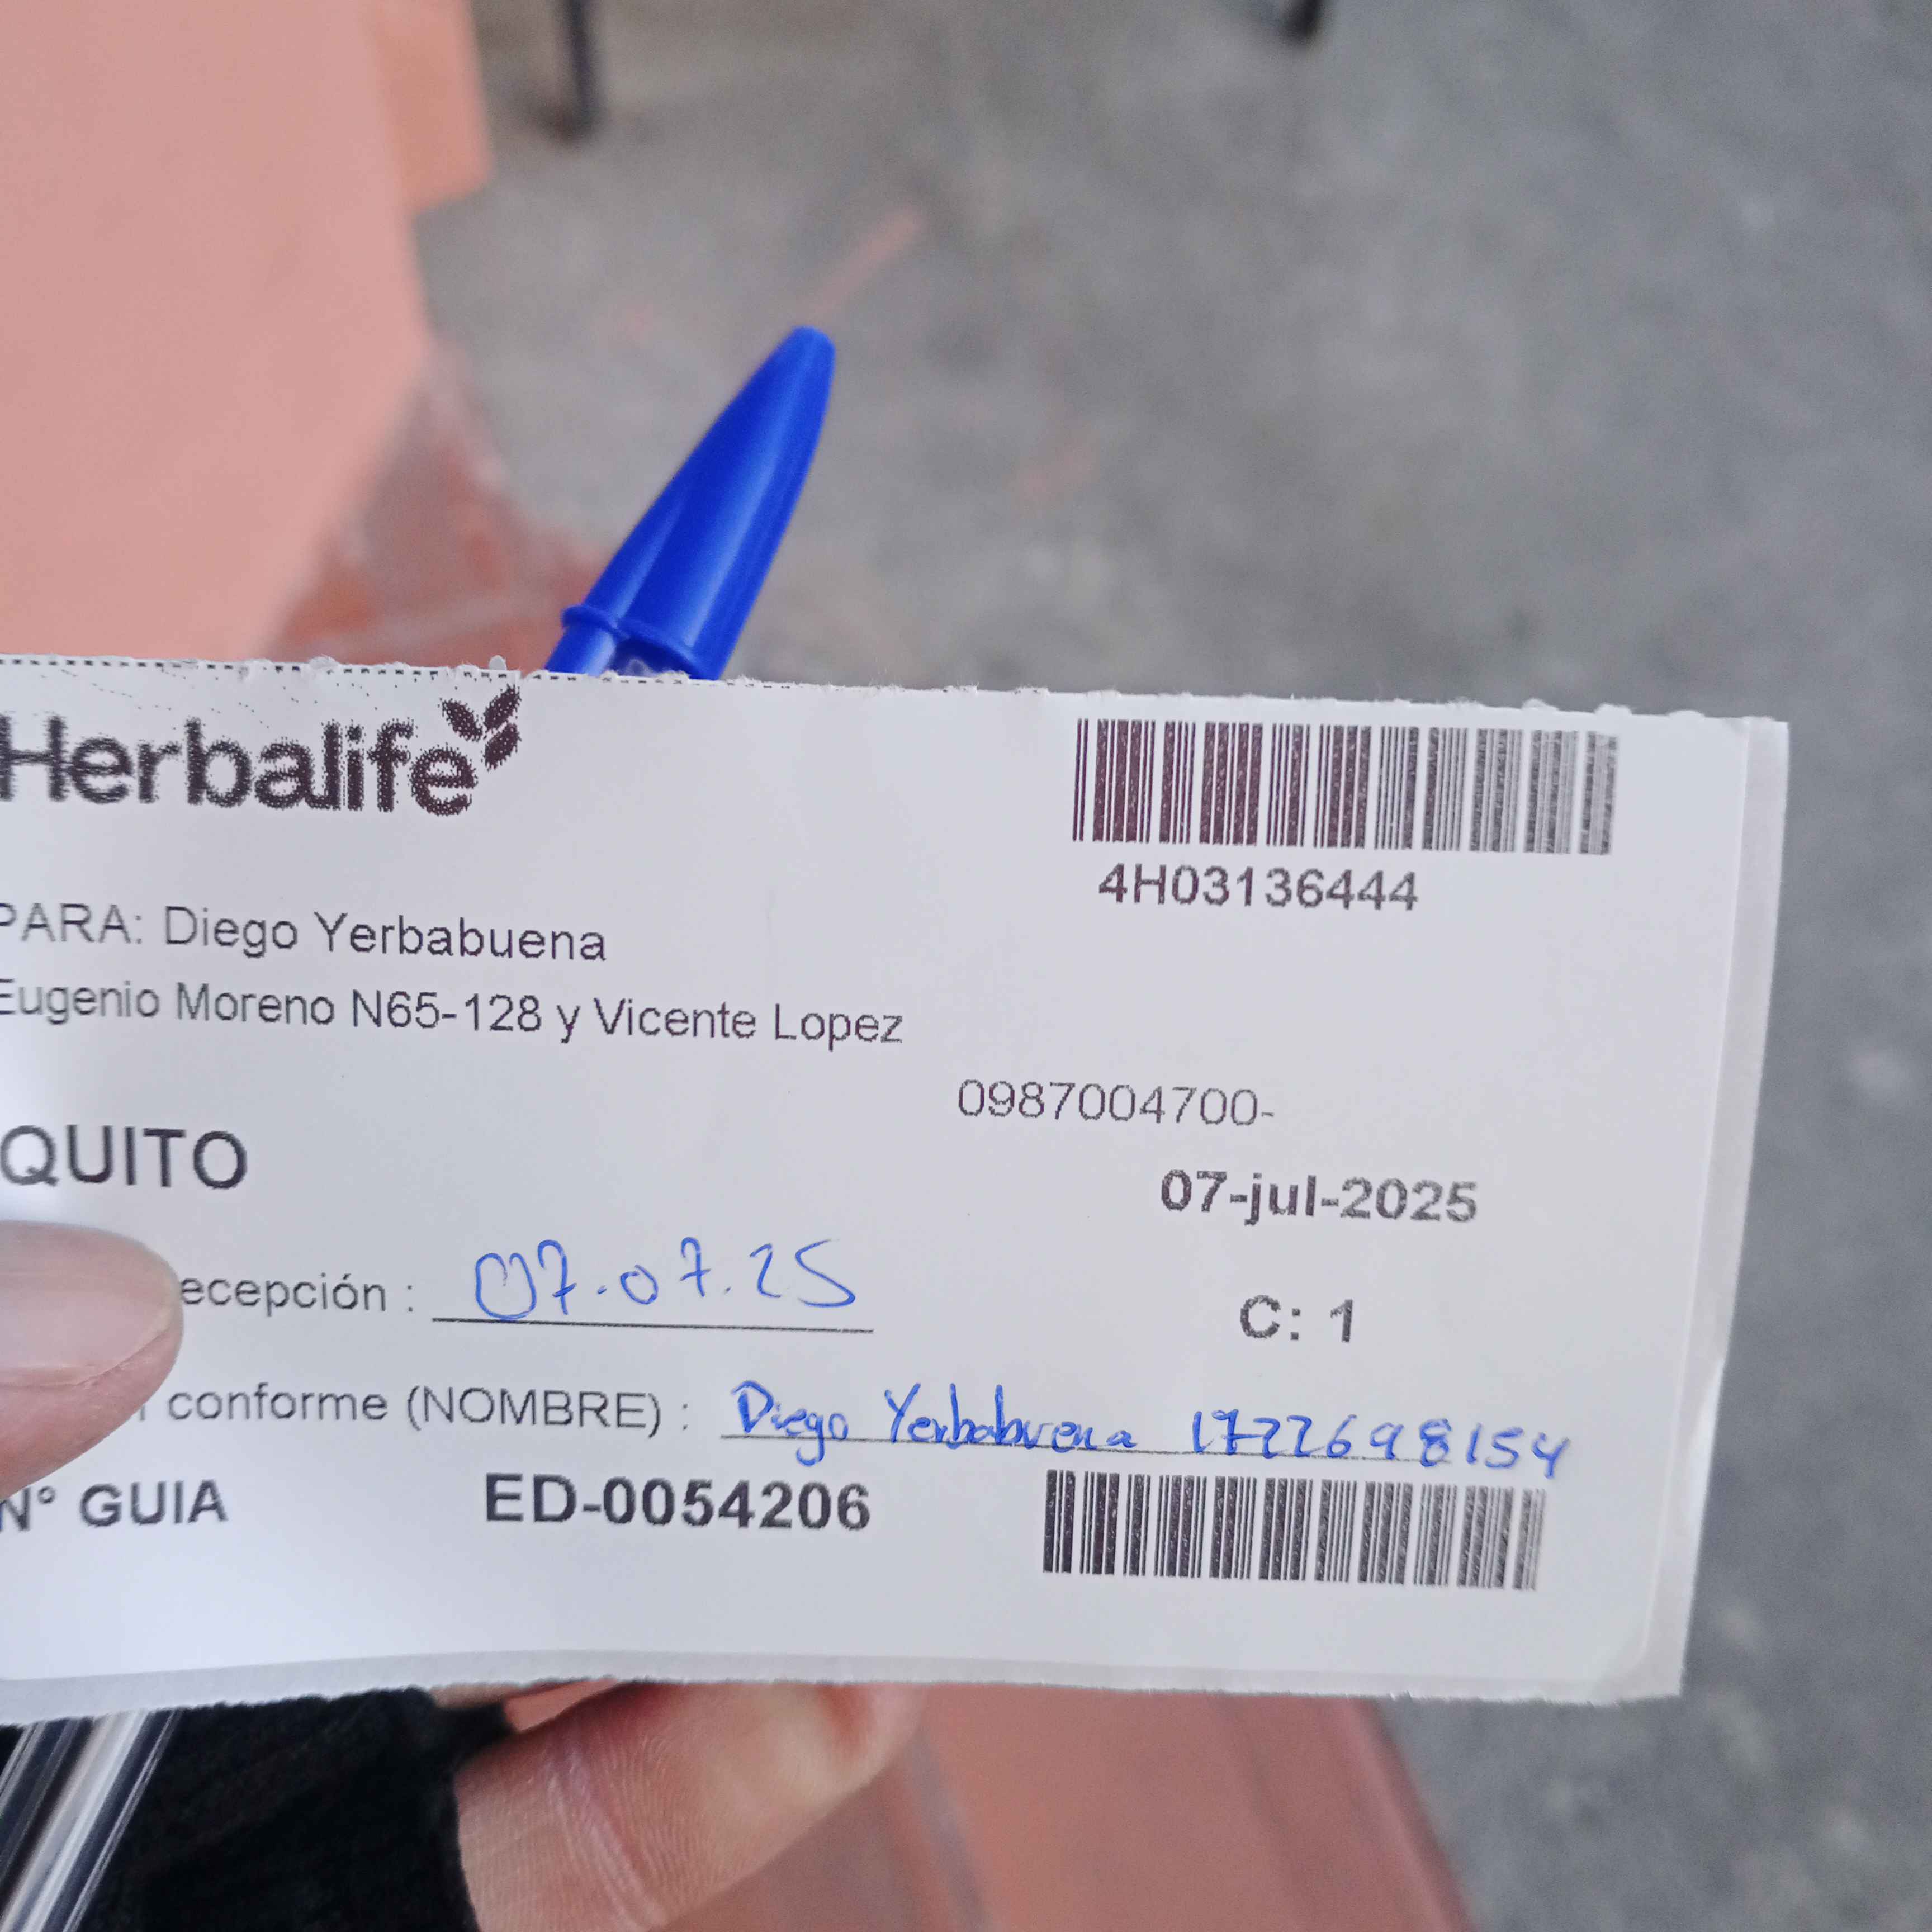 Herbalife
4H03136444
PARA: Diego Yerbabuena
Eugenio Moreno N65-128 y Vicente Lopez
0987004700-
QUITO
07-jul-2025
ecepción : 07.07.25
C: 1
conforme (NOMBRE) : Diego Yerbabuena 1722698154
N° GUIA ED-0054206